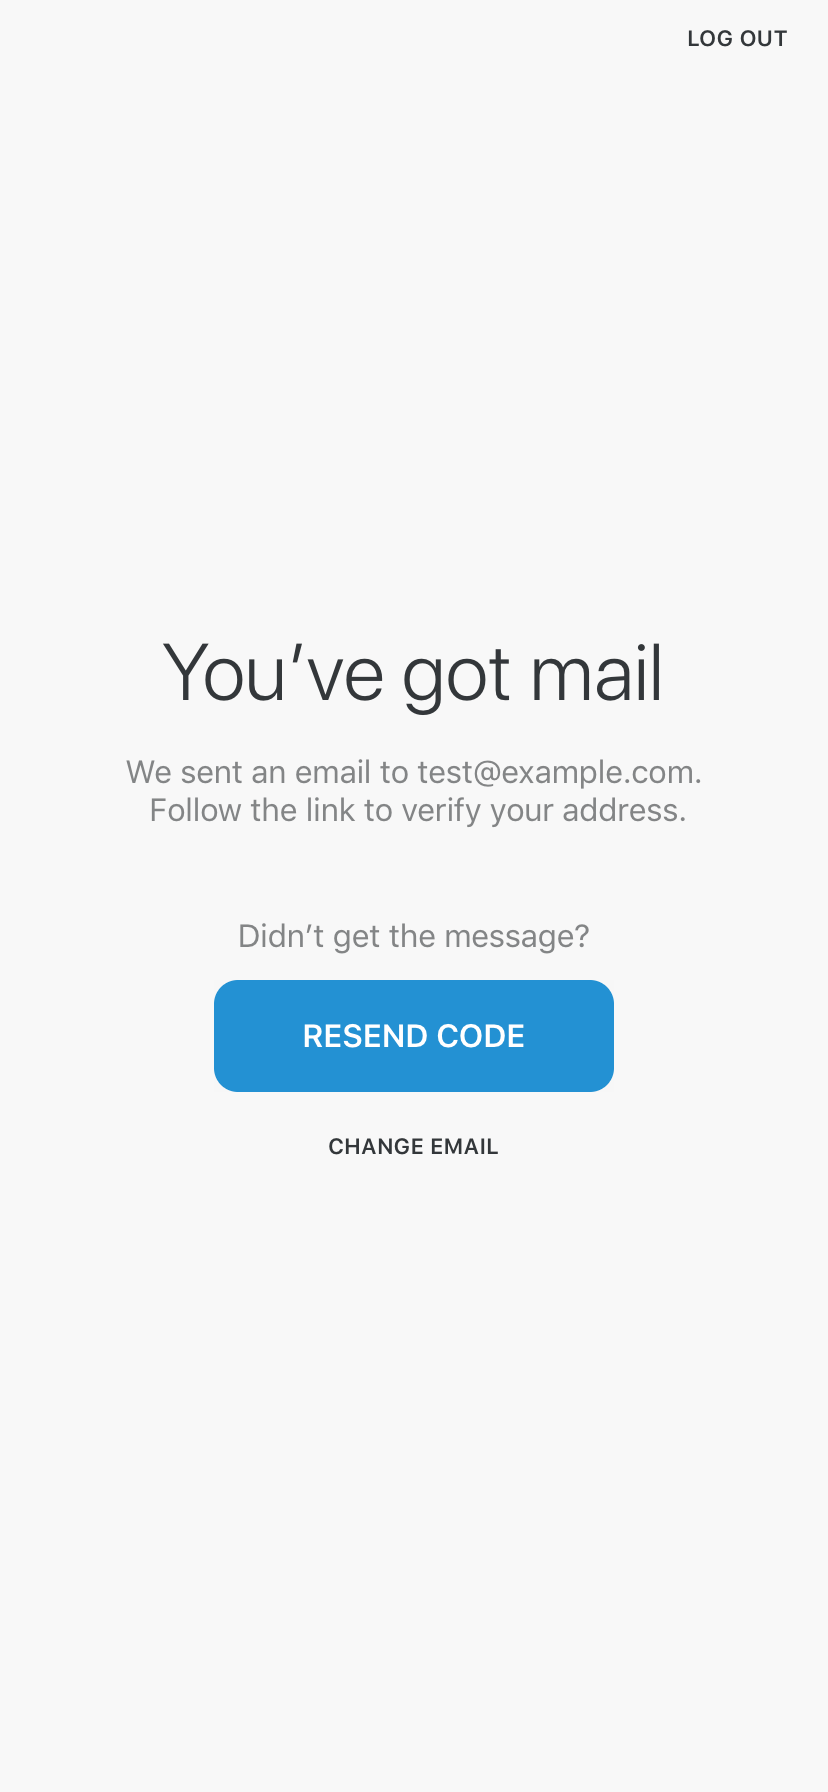 LOG OUT
You’ve got mail
We sent an email to test@example.com.
Follow the link to verify your address.
Didn’t get the message?
RESEND CODE
CHANGE EMAIL